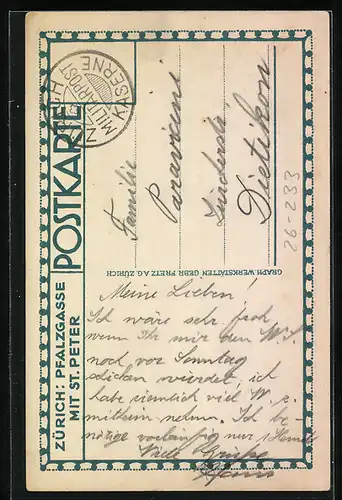 POSTKARTE
ZÜRICH: PFALZGASSE
MIT ST. PETER
MILITÄRPOST
KASERNE
Familie
Paravicini
Dietikon
26-233
GRAPH. WERKSTÄTTEN GEBR. FRETZ A.G. ZÜRICH
Meine Lieben!
Ich wäre sehr froh
wenn Ihr mir den W.S.
noch vor Sonntag
schicken würdet, ich
habe ziemlich viel W. z.
mitheim nehmen. Ich be-
nötige vorläufig nur 1 Hemd
Viele Grüsse